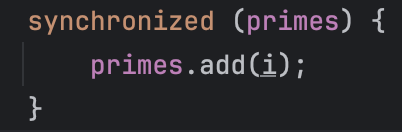 synchronized (primes) {
    primes.add(i);
}